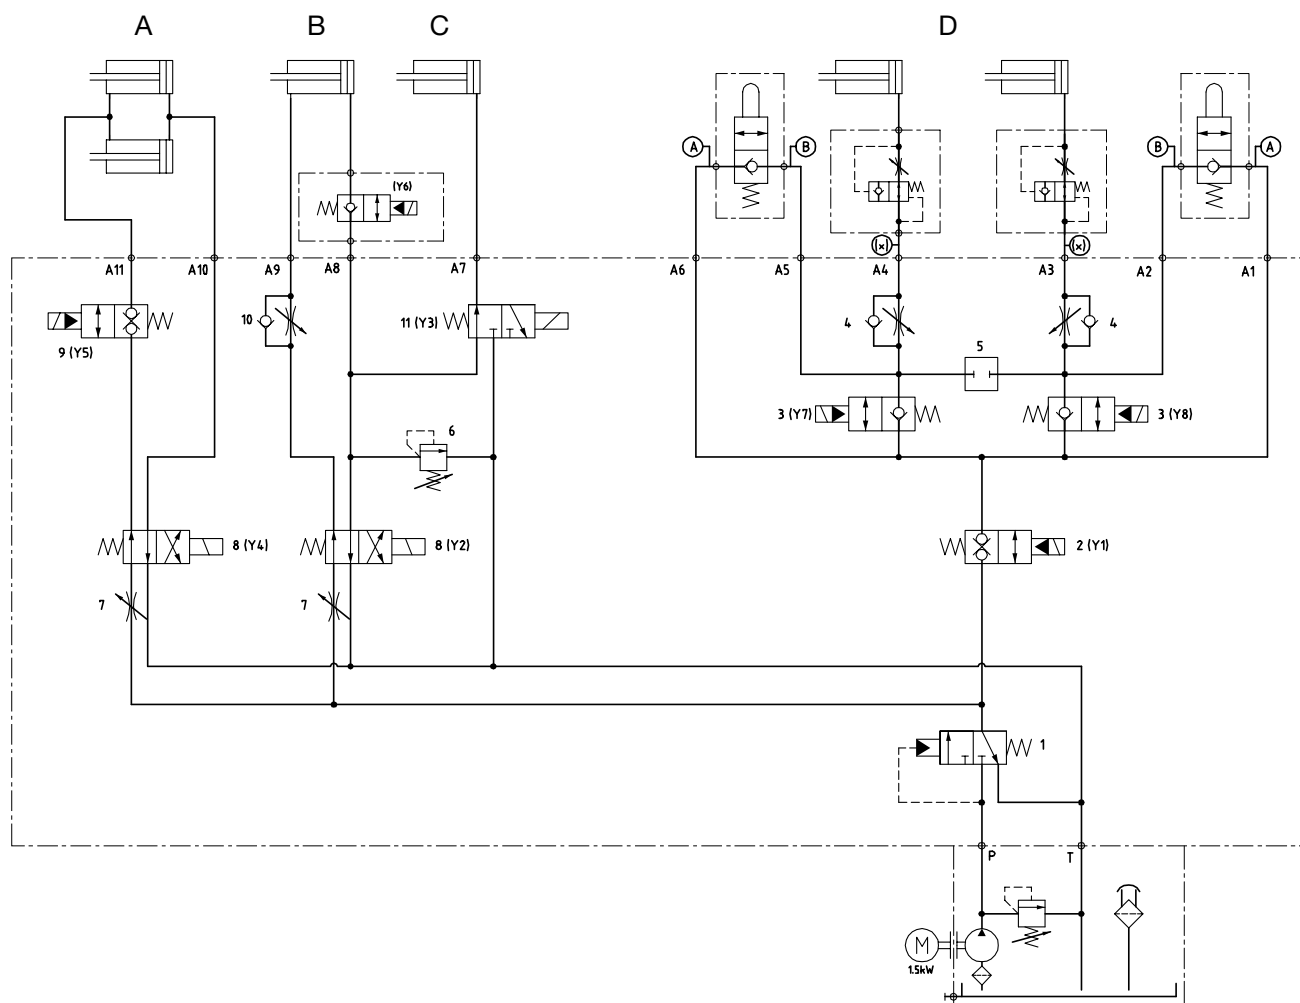 A B C D
(Y6)
A B B A
(x) (x)
A11 A10 A9 A8 A7 A6 A5 A4 A3 A2 A1
10 11 (Y3) 4 4
9 (Y5) 5
3 (Y7) 3 (Y8)
6
8 (Y4) 8 (Y2) 2 (Y1)
7 7
1
P T
M
1.5kW